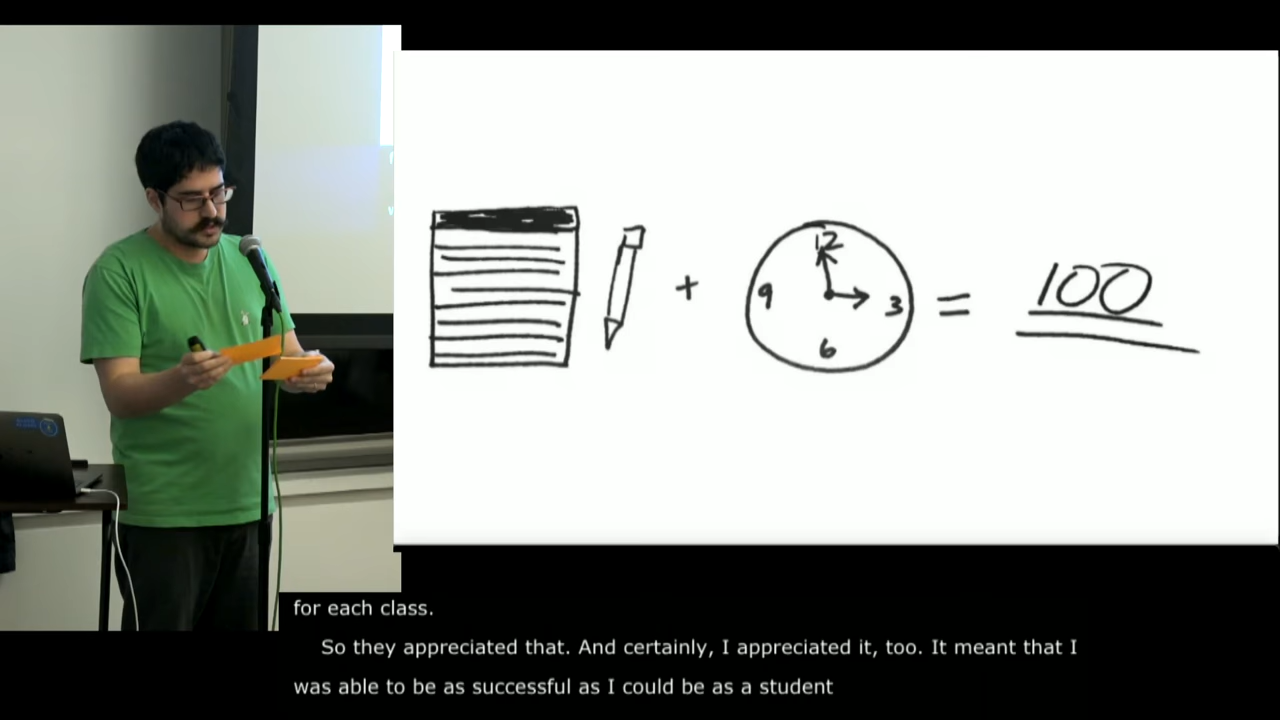 12
9 3
6
+
=
100
for each class.
So they appreciated that. And certainly, I appreciated it, too. It meant that I
was able to be as successful as I could be as a student